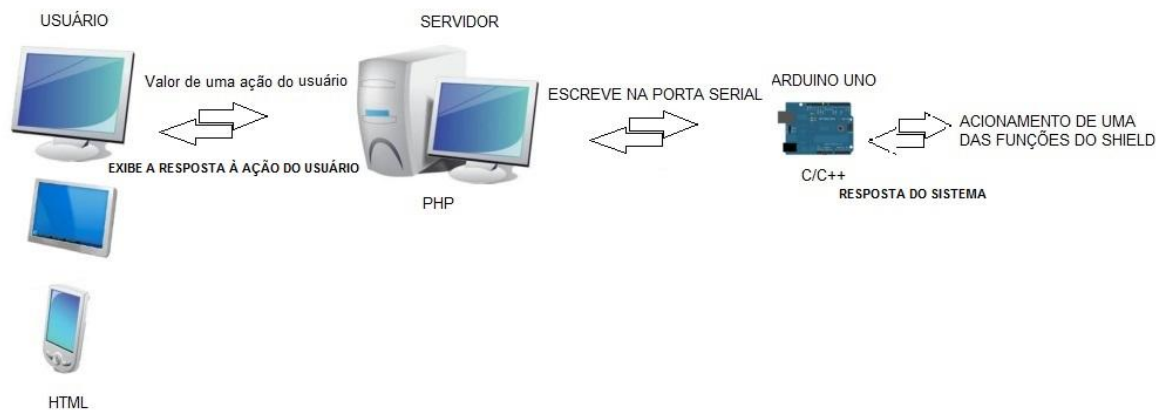 USUÁRIO
SERVIDOR
Valor de uma ação do usuário
EXIBE A RESPOSTA À AÇÃO DO USUÁRIO
ESCREVE NA PORTA SERIAL
ARDUINO UNO
ACIONAMENTO DE UMA
DAS FUNÇÕES DO SHIELD
C/C++
RESPOSTA DO SISTEMA
PHP
HTML